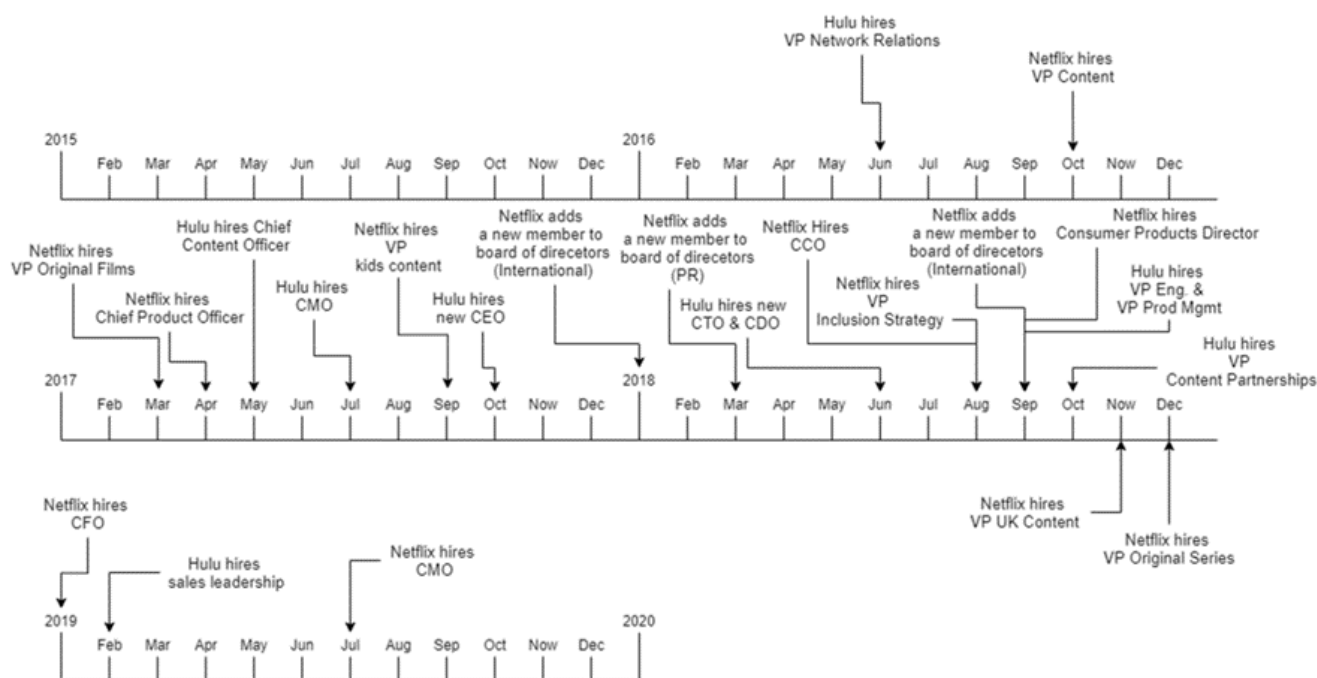 Hulu hires
VP Network Relations
Netflix hires
VP Content
2015
Feb Mar Apr May Jun Jul Aug Sep Oct Now Dec
2016
Feb Mar Apr May Jun Jul Aug Sep Oct Nov Dec
Netflix hires
VP Original Films
Netflix hires
Chief Product Officer
Hulu hires Chief
Content Officer
Hulu hires
CMO
Netflix hires
VP
kids content
Hulu hires
new CEO
Netflix adds
a new member to
board of direcetors
(International)
Netflix adds
a new member to
board of direcetors
(PR)
Hulu hires new
CTO & CDO
Netflix Hires
CCO
Netflix hires
VP
Inclusion Strategy
Netflix adds
a new member to
board of direcetors
(International)
Netflix hires
Consumer Products Director
Hulu hires
VP Eng. &
VP Prod Mgmt
Hulu hires
VP
Content Partnerships
2017
Feb Mar Apr May Jun Jul Aug Sep Oct Now Dec
2018
Feb Mar Apr May Jun Jul Aug Sep Oct Now Dec
Netflix hires
VP UK Content
Netflix hires
VP Original Series
Netflix hires
CFO
Hulu hires
sales leadership
Netflix hires
CMO
2019
Feb Mar Apr May Jun Jul Aug Sep Oct Now Dec
2020